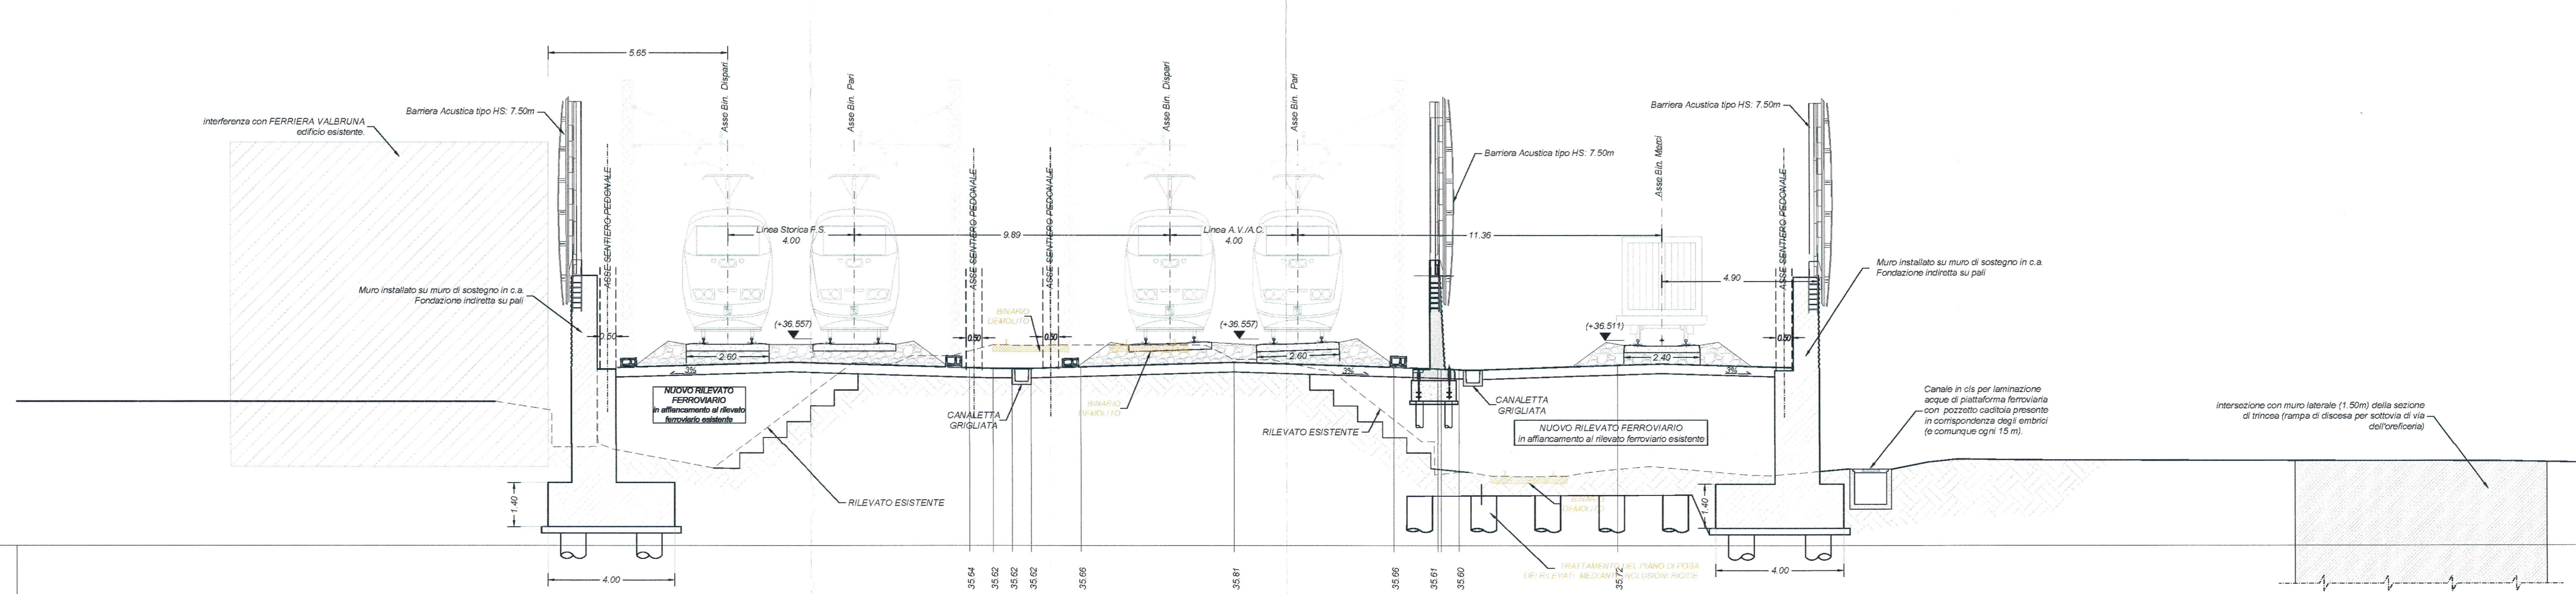 5.65
Asse Bin. Dispari
Asse Bin. Pari
Asse Bin. Dispari
Asse Bin. Pari
Asse Bin. Merci
Barriera Acustica tipo HS: 7.50m
interferenza con FERRIERA VALBRUNA
edificio esistente.
Barriera Acustica tipo HS: 7.50m
Barriera Acustica tipo HS: 7.50m
ASSE SENTIERO PEDONALE
ASSE SENTIERO PEDONALE
ASSE SENTIERO PEDONALE
ASSE SENTIERO PEDONALE
Linea Storica F.S.
4.00
9.89
Linea A.V./A.C.
4.00
11.36
4.90
Muro installato su muro di sostegno in c.a.
Fondazione indiretta su pali
Muro installato su muro di sostegno in c.a.
Fondazione indiretta su pali
BINARIO
DEMOLITO
(+36.557)
(+36.557)
(+36.511)
0.50
0.50
0.50
0.50
2.60
2.60
2.40
3%
3%
3%
NUOVO RILEVATO
FERROVIARIO
in affiancamento al rilevato
ferroviario esistente
CANALETTA
GRIGLIATA
BINARIO
DEMOLITO
RILEVATO ESISTENTE
CANALETTA
GRIGLIATA
NUOVO RILEVATO FERROVIARIO
in affiancamento al rilevato ferroviario esistente
Canale in cls per laminazione
acque di piattaforma ferroviaria
con pozzetto caditoia presente
in corrispondenza degli embrici
(e comunque ogni 15 m).
intersezione con muro laterale (1.50m) della sezione
di trincea (rampa di discesa per sottovia di via
dell'oreficeria)
1.40
RILEVATO ESISTENTE
BINARIO
DEMOLITO
1.40
4.00
35.64
35.62
35.62
35.62
35.66
35.81
35.66
35.61
35.60
35.72
TRATTAMENTO DEL PIANO DI POSA
DEI RILEVATI MEDIANTE INCLUSIONI RIGIDE
4.00